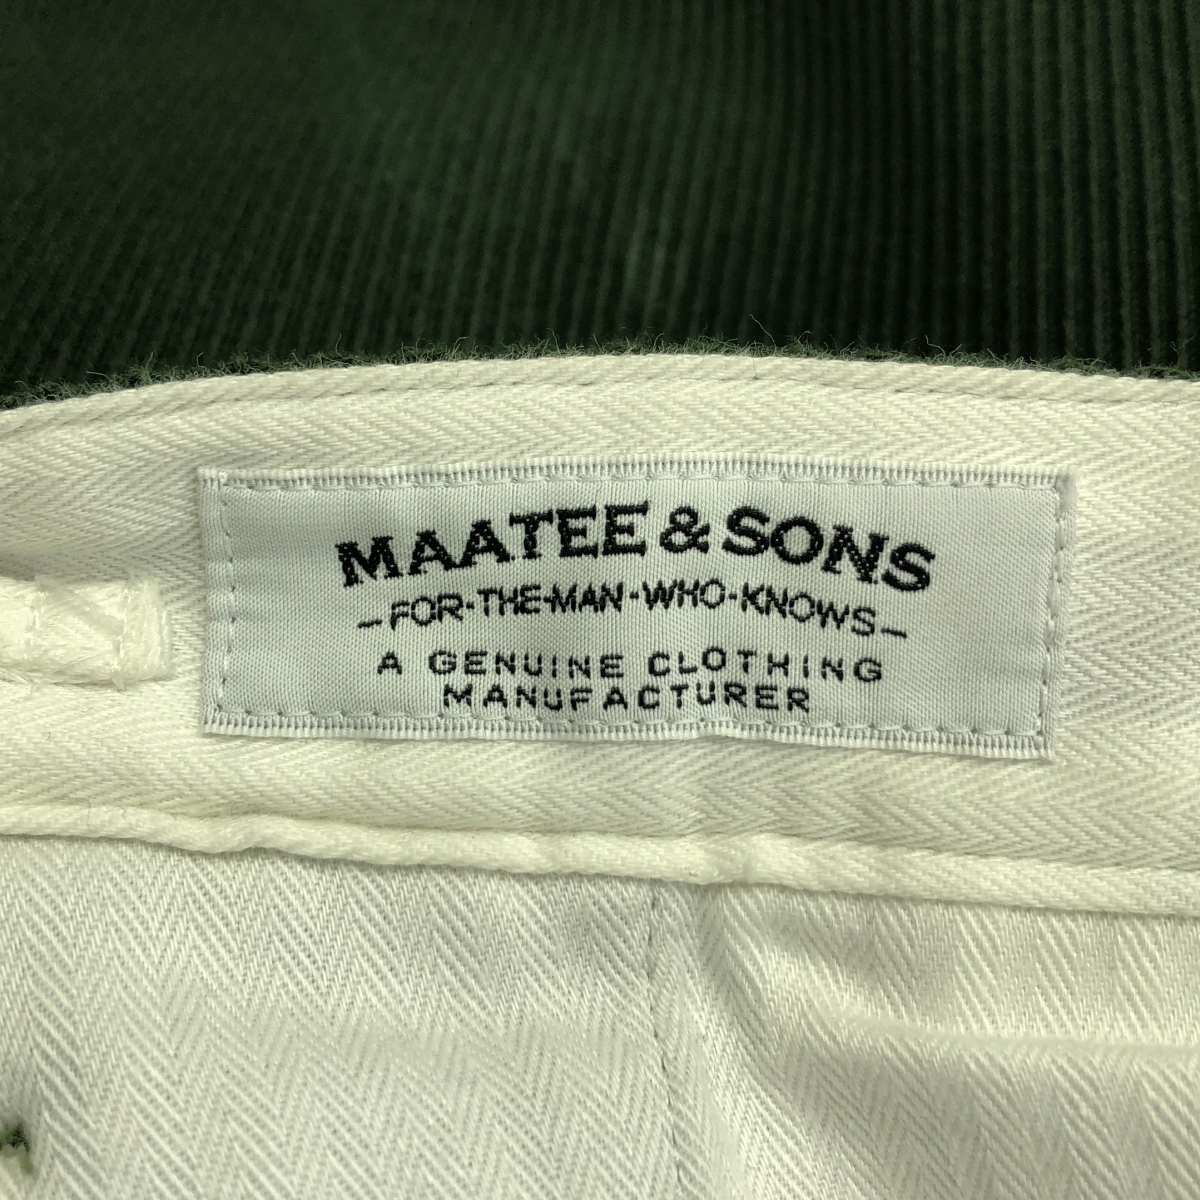 MAATEE & SONS
-FOR-THE-MAN-WHO-KNOWS-
A GENUINE CLOTHING
MANUFACTURER